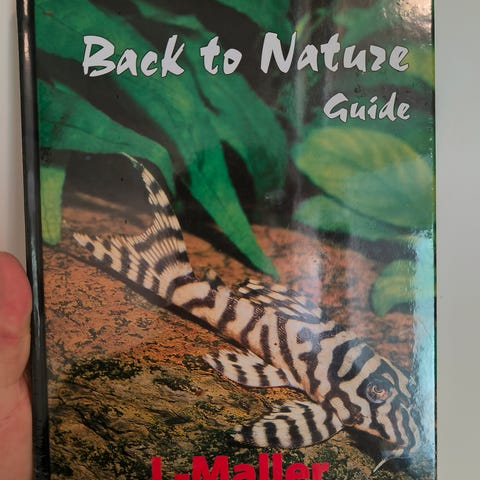 Back to Nature
Guide
L-Maller